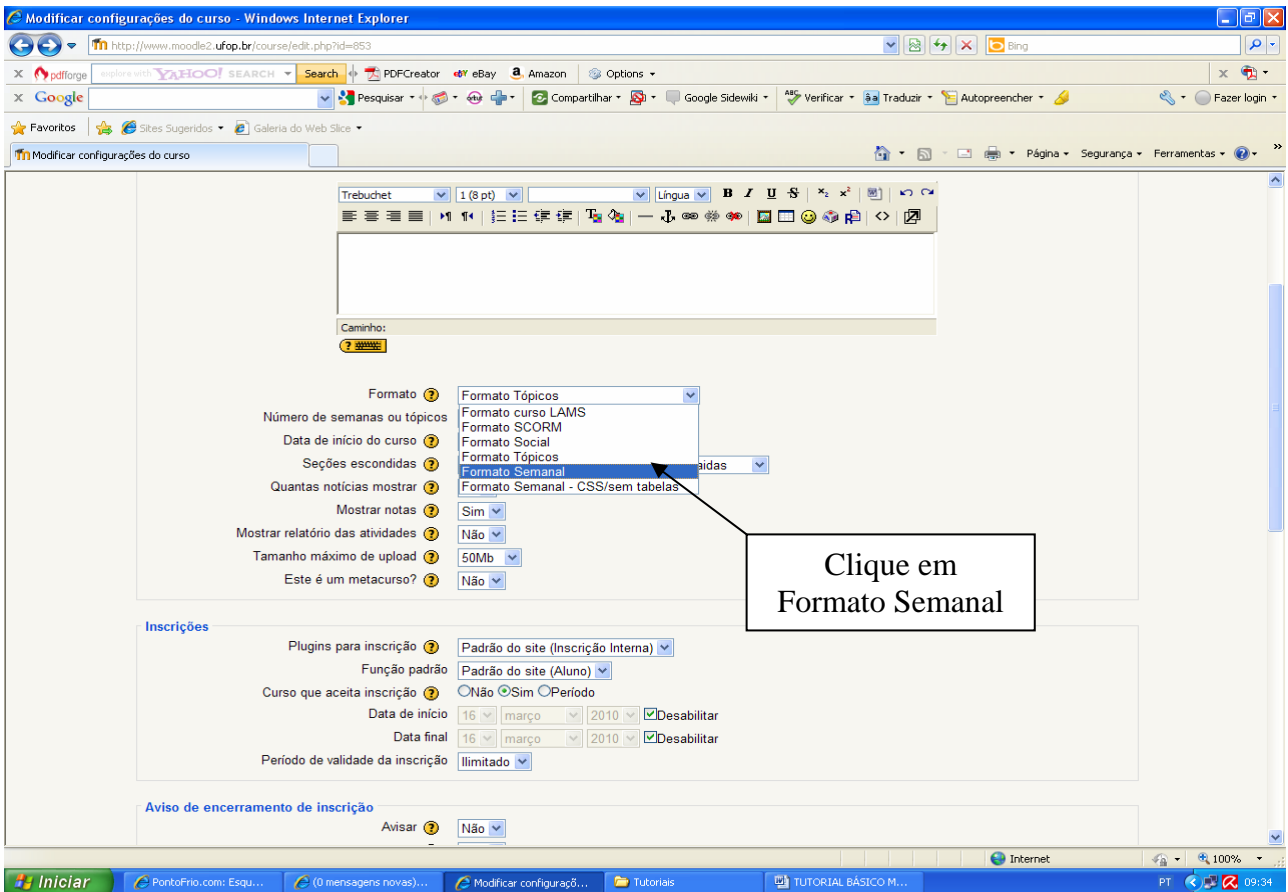 Modificar configurações do curso - Windows Internet Explorer
http://www.moodle2.ufop.br/course/edit.php?id=853
Bing
x pdfforge explore with YAHOO! SEARCH Search PDFCreator eBay Amazon Options x
x Google Pesquisar Compartilhar Google Sidewiki Verificar Traduzir Autopreencher Fazer login
Favoritos Sites Sugeridos Galeria do Web Slice
Modificar configurações do curso Página Segurança Ferramentas »
Trebuchet 1 (8 pt) Língua B I U S x₂ x²
Caminho:
Formato Formato Tópicos
Formato curso LAMS
Número de semanas ou tópicos
Formato SCORM
Data de início do curso Formato Social
Formato Tópicos
Seções escondidas aidas
Formato Semanal
Quantas notícias mostrar Formato Semanal - CSS/sem tabelas
Mostrar notas Sim
Mostrar relatório das atividades Não
Tamanho máximo de upload 50Mb
Este é um metacurso? Não
Clique em
Formato Semanal
Inscrições
Plugins para inscrição Padrão do site (Inscrição Interna)
Função padrão Padrão do site (Aluno)
Curso que aceita inscrição Não Sim Período
Data de início 16 março 2010 Desabilitar
Data final 16 março 2010 Desabilitar
Período de validade da inscrição Ilimitado
Aviso de encerramento de inscrição
Avisar Não
Internet 100%
Iniciar PontoFrio.com: Esqu... (0 mensagens novas)... Modificar configuraçõ... Tutoriais TUTORIAL BÁSICO M... PT 09:34